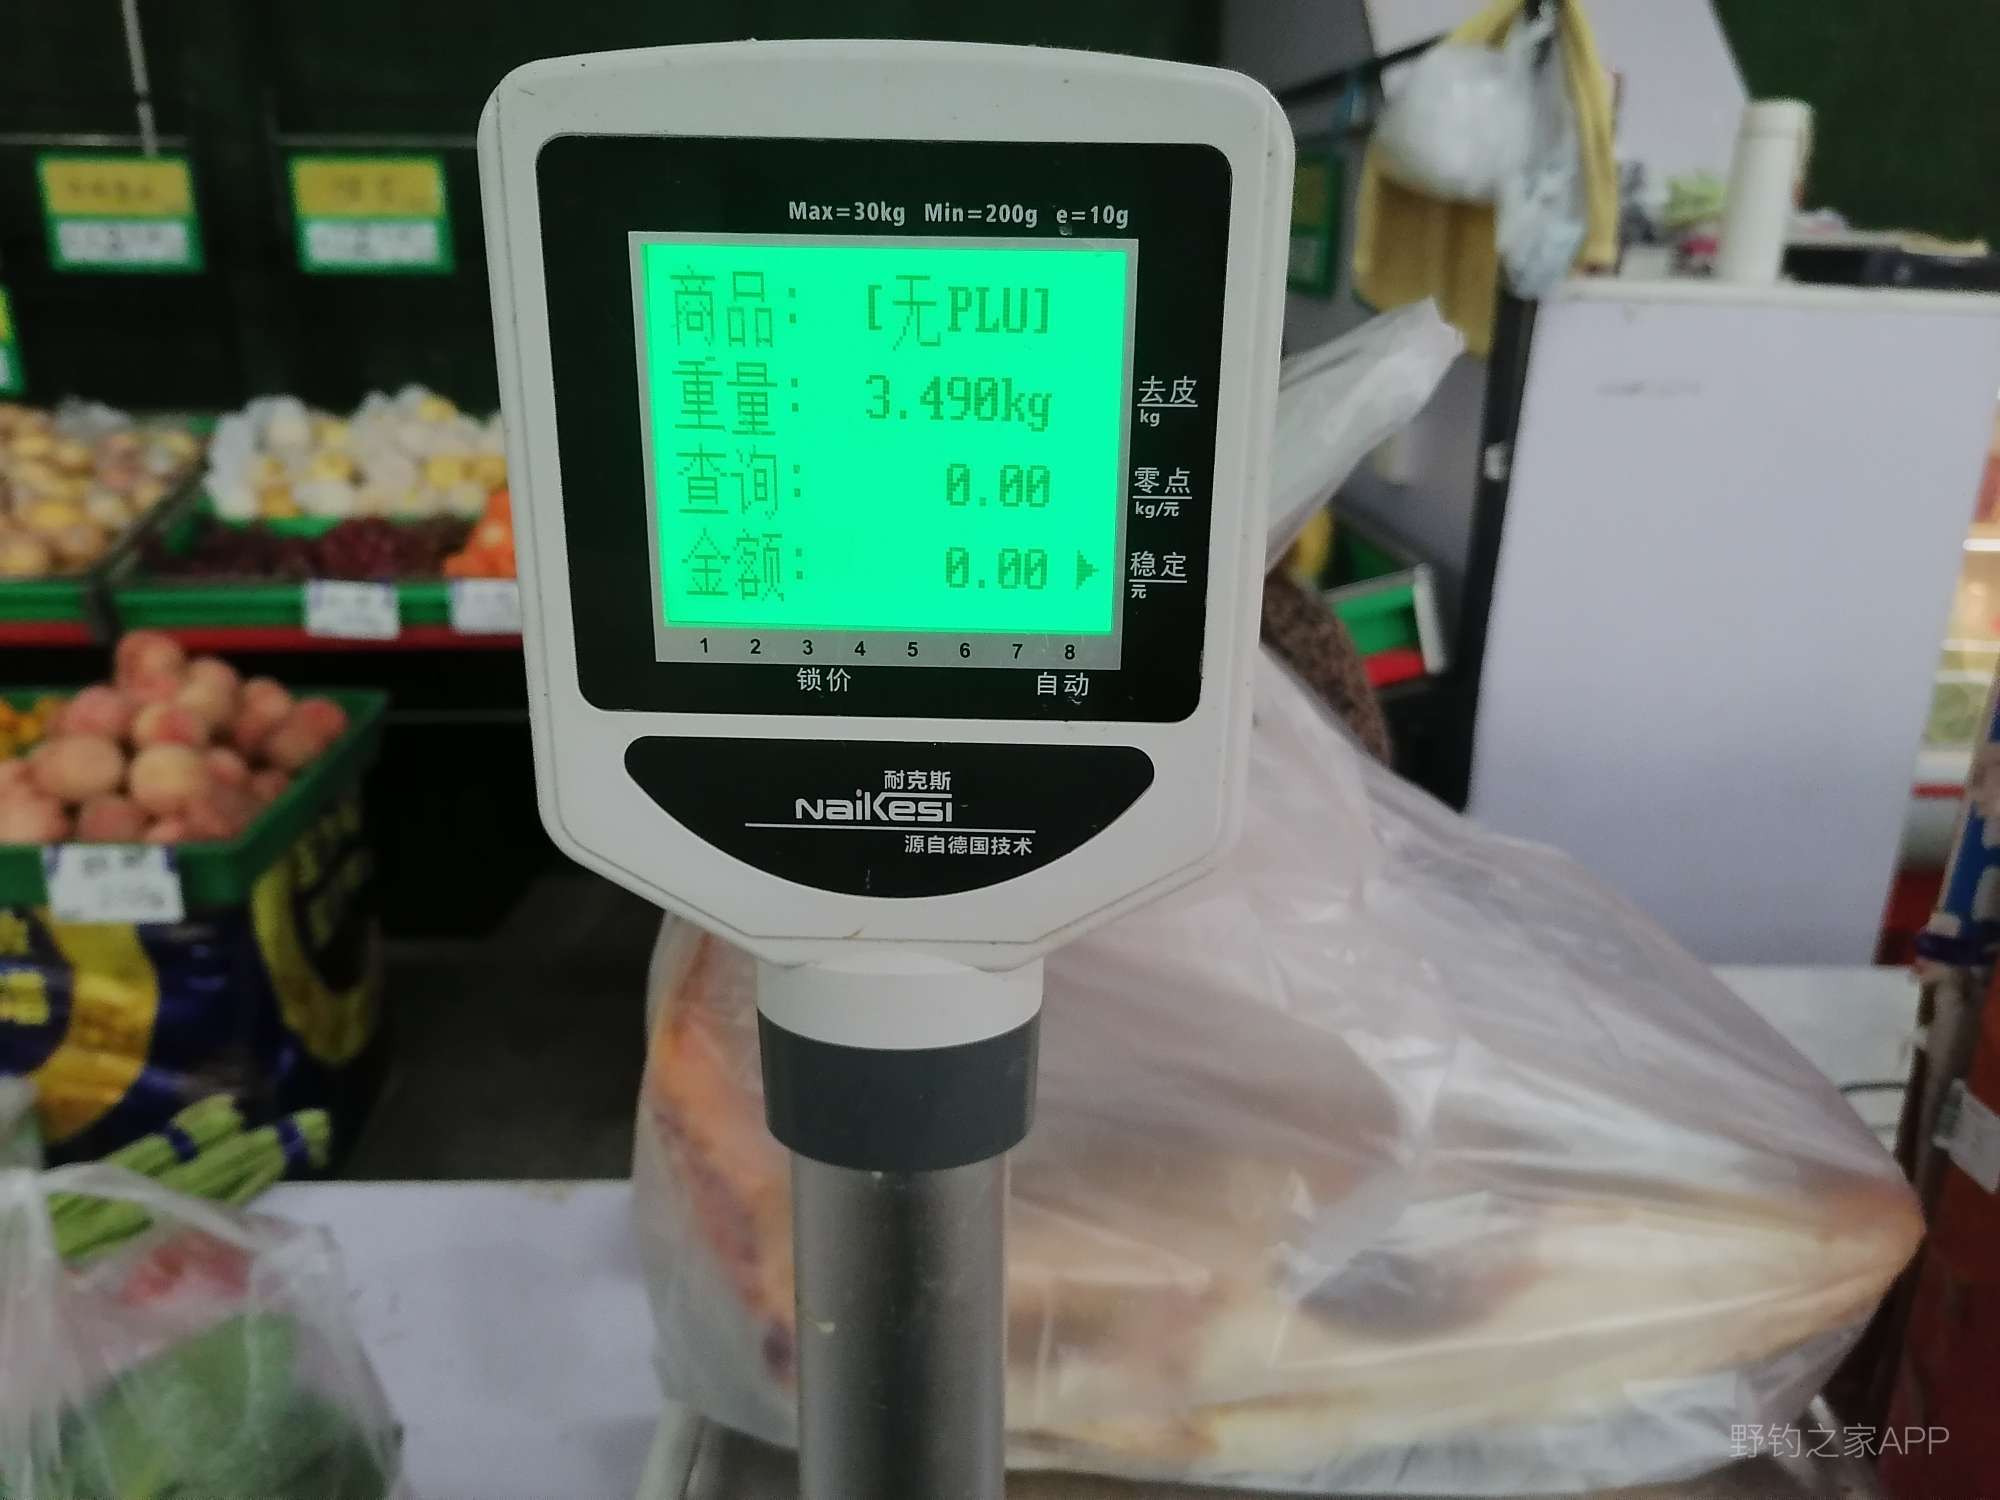 Max=30kg Min=200g e=10g
商品: [无PLU]
重量: 3.490kg
去皮
kg
查询: 0.00
零点
kg/元
金额: 0.00
稳定
元
1 2 3 4 5 6 7 8
锁价 自动
耐克斯
Naikesi
源自德国技术
野钓之家APP